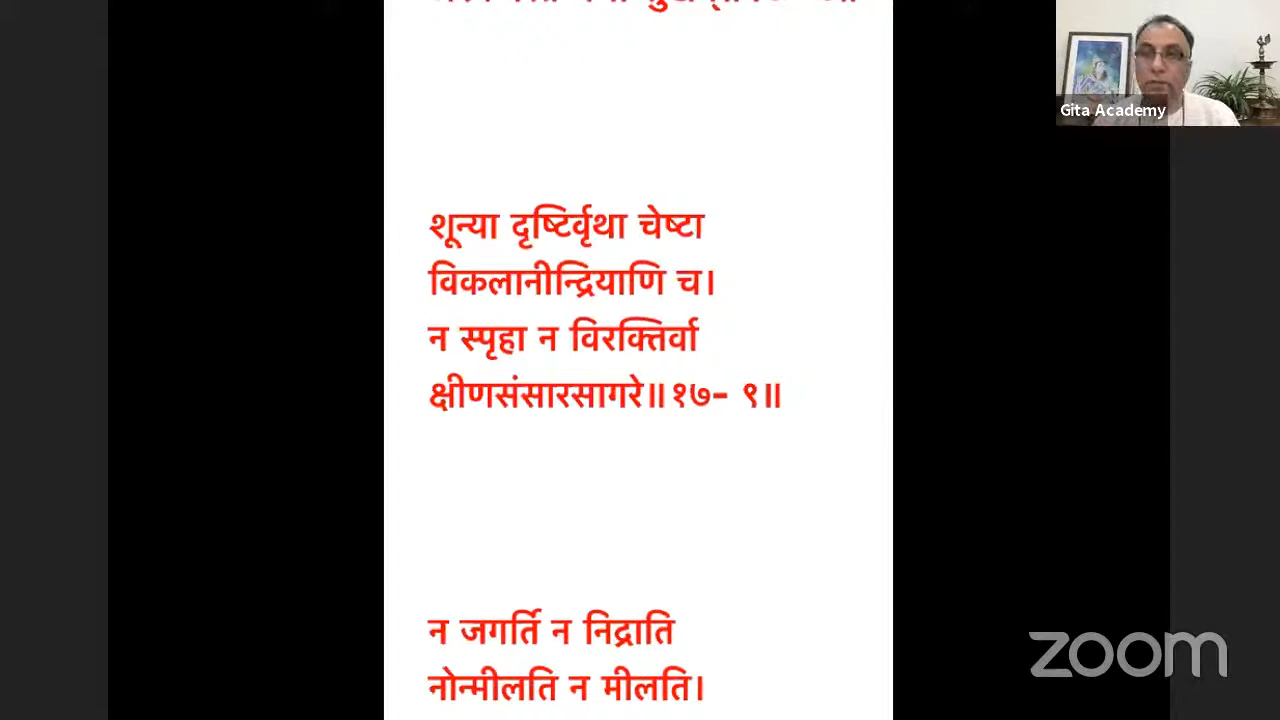 Gita Academy
शून्या दृष्टिर्वृथा चेष्टा
विकलानीन्द्रियाणि च।
न स्पृहा न विरक्तिर्वा
क्षीणसंसारसागरे॥१७- ९॥
न जगर्ति न निद्राति
नोन्मीलति न मीलति।
zoom